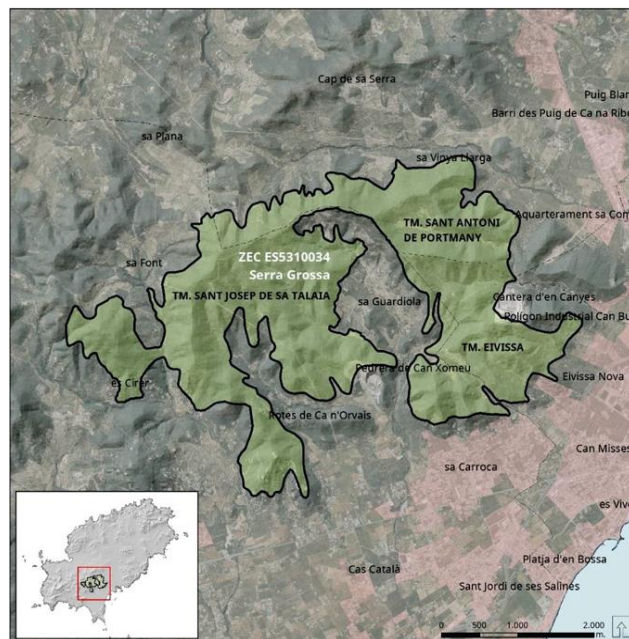 Cap de sa Serra
Puig Blan
Barri des Puig de Ca na Ribe
sa Plana
sa Vinya Llarga
TM. SANT ANTONI
DE PORTMANY
Aquarterament sa Com
ZEC ES5310034
Serra Grossa
sa Font
TM. SANT JOSEP DE SA TALAIA
sa Guardiola
Cantera d'en Canyes
Polígon Industrial Can Bu
TM. EIVISSA
Pedrera de Can Xomeu
Eivissa Nova
es Cirer
Rotes de Ca n'Orvais
Can Misses
sa Carroca
es Vive
Platja d'en Bossa
Cas Català
Sant Jordi de ses Salines
0 500 1.000 2.000
m.